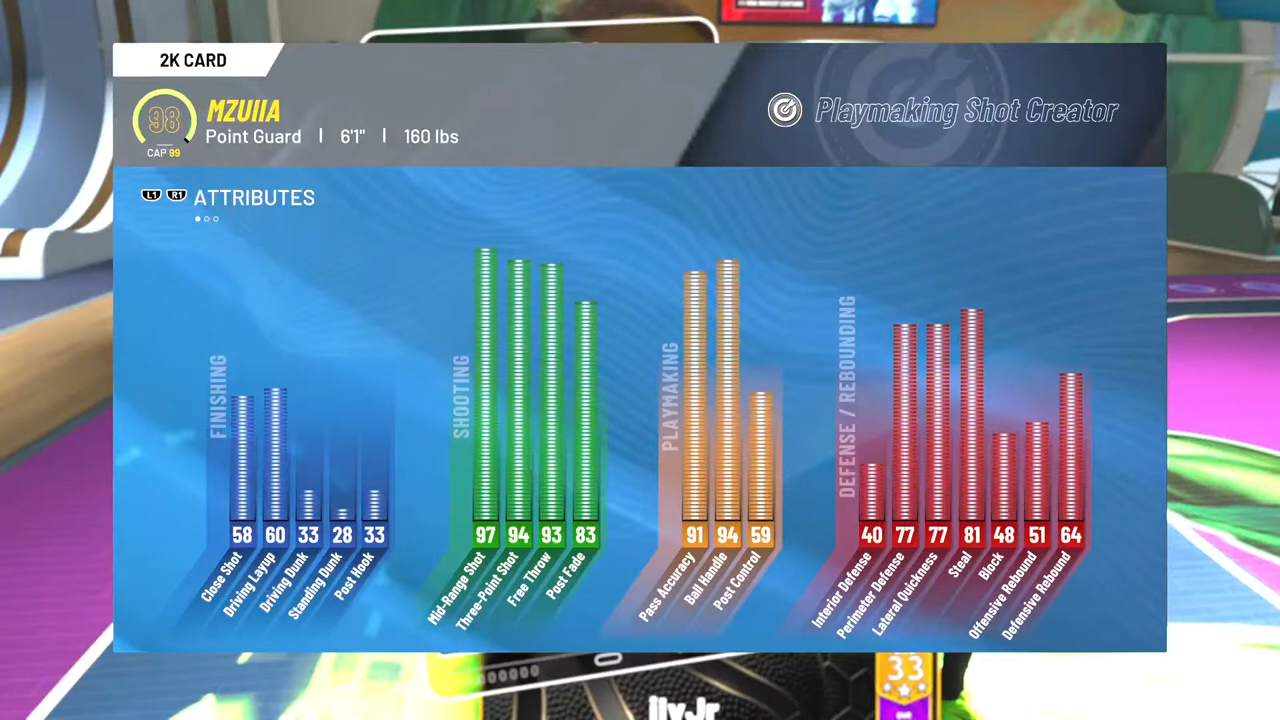 2K CARD
98
CAP 99
MZUIIA
Point Guard | 6'1" | 160 lbs
Playmaking Shot Creator
L1 R1 ATTRIBUTES
FINISHING
58 60 33 28 33
Close Shot
Driving Layup
Driving Dunk
Standing Dunk
Post Hook
SHOOTING
97 94 93 83
Mid-Range Shot
Three-Point Shot
Free Throw
Post Fade
PLAYMAKING
91 94 59
Pass Accuracy
Ball Handle
Post Control
DEFENSE / REBOUNDING
40 77 77 81 48 51 64
Interior Defense
Perimeter Defense
Lateral Quickness
Steal
Block
Offensive Rebound
Defensive Rebound
33
ilyJr